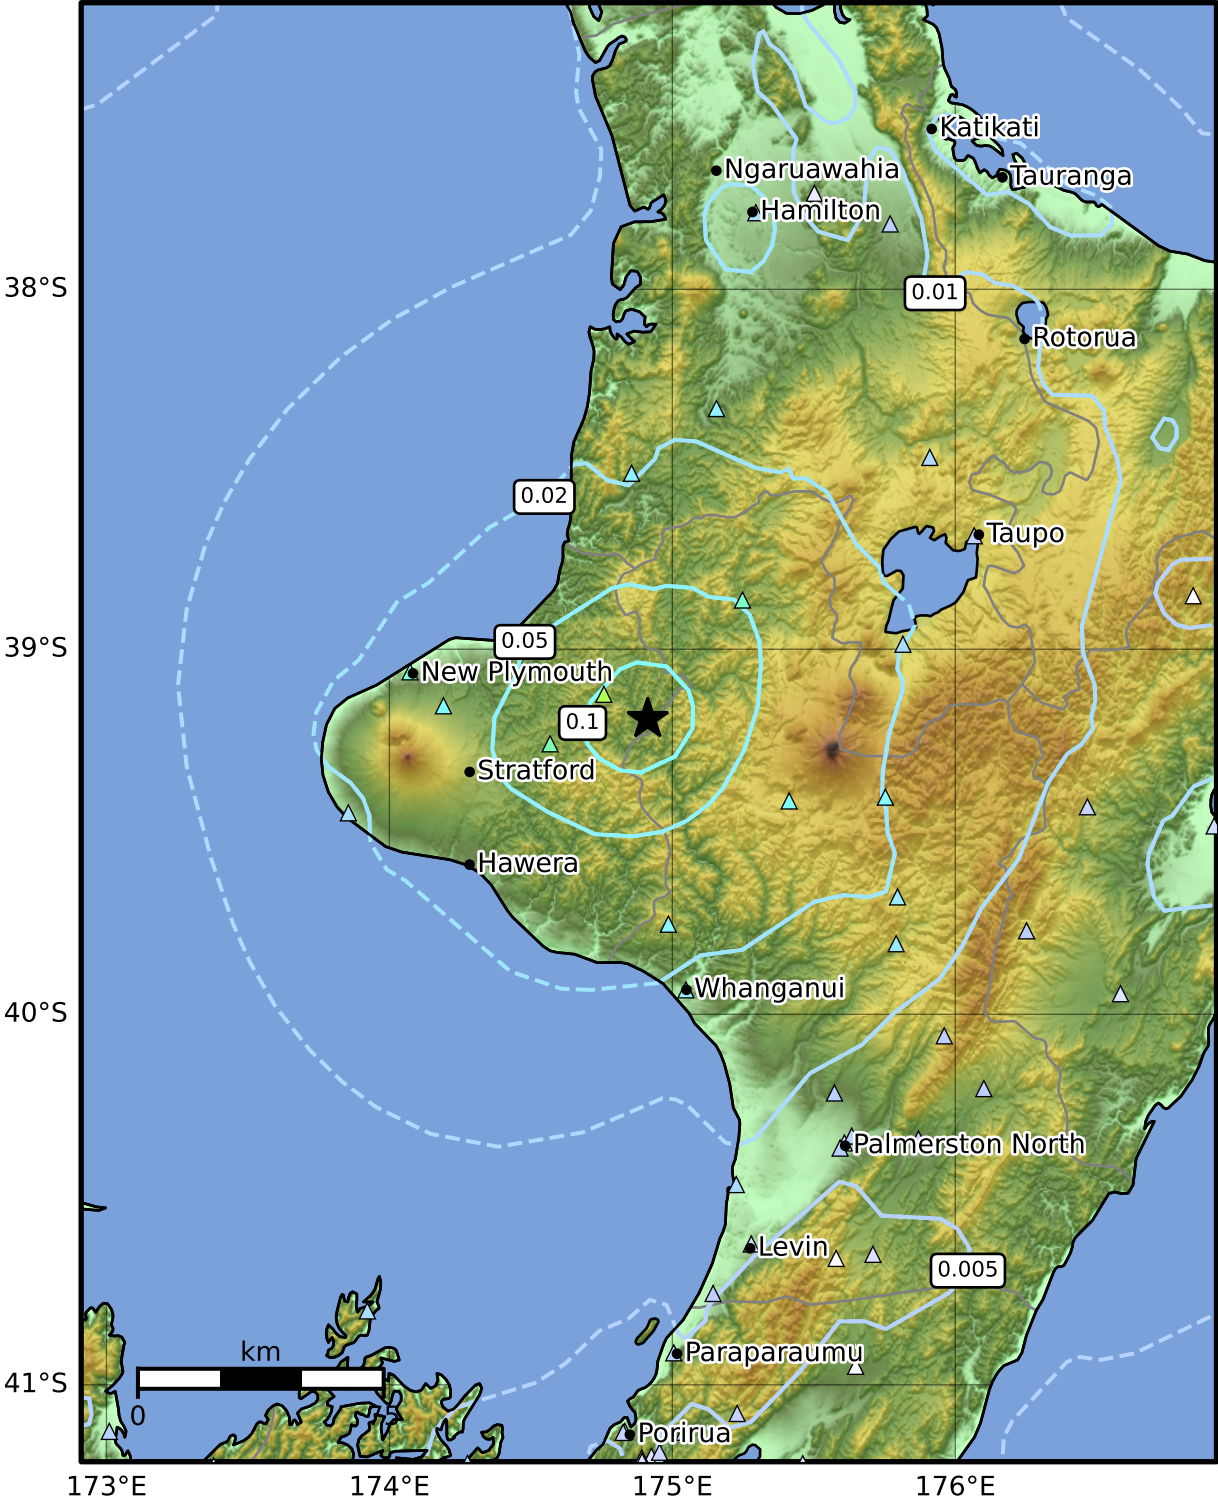 Katikati
Ngaruawahia
Tauranga
Hamilton
38°S
0.01
Rotorua
0.02
Taupo
39°S
0.05
New Plymouth
0.1
Stratford
Hawera
Whanganui
40°S
Palmerston North
Levin
0.005
km
Paraparaumu
41°S
0
Porirua
173°E
174°E
175°E
176°E